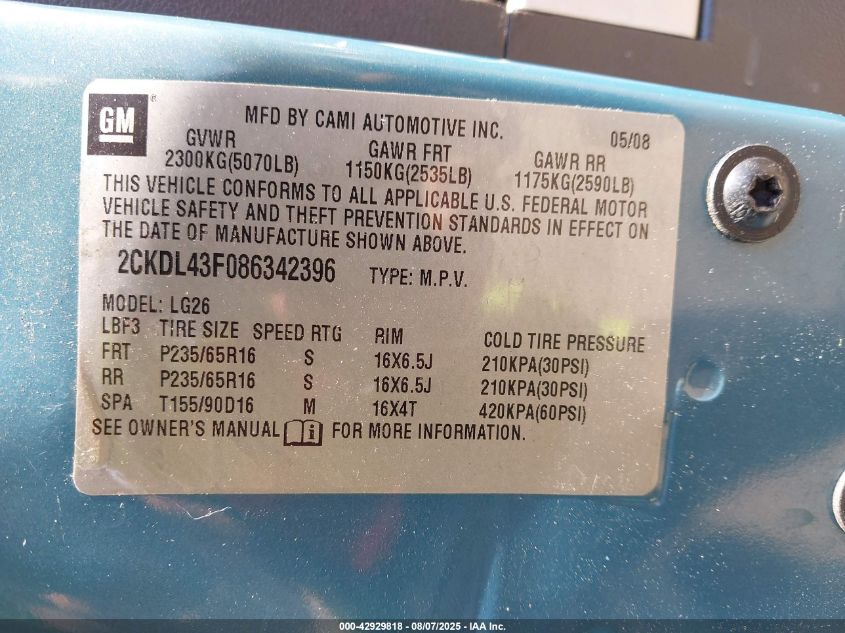 GM ®
MFD BY CAMI AUTOMOTIVE INC.
05/08
GVWR GAWR FRT GAWR RR
2300KG(5070LB) 1150KG(2535LB) 1175KG(2590LB)
THIS VEHICLE CONFORMS TO ALL APPLICABLE U.S. FEDERAL MOTOR
VEHICLE SAFETY AND THEFT PREVENTION STANDARDS IN EFFECT ON
THE DATE OF MANUFACTURE SHOWN ABOVE.
2CKDL43F086342396 TYPE: M.P.V.
MODEL: LG26
LBF3 TIRE SIZE SPEED RTG RIM COLD TIRE PRESSURE
FRT P235/65R16 S 16X6.5J 210KPA(30PSI)
RR P235/65R16 S 16X6.5J 210KPA(30PSI)
SPA T155/90D16 M 16X4T 420KPA(60PSI)
SEE OWNER'S MANUAL i FOR MORE INFORMATION.
000-42929818 - 08/07/2025 - IAA Inc.